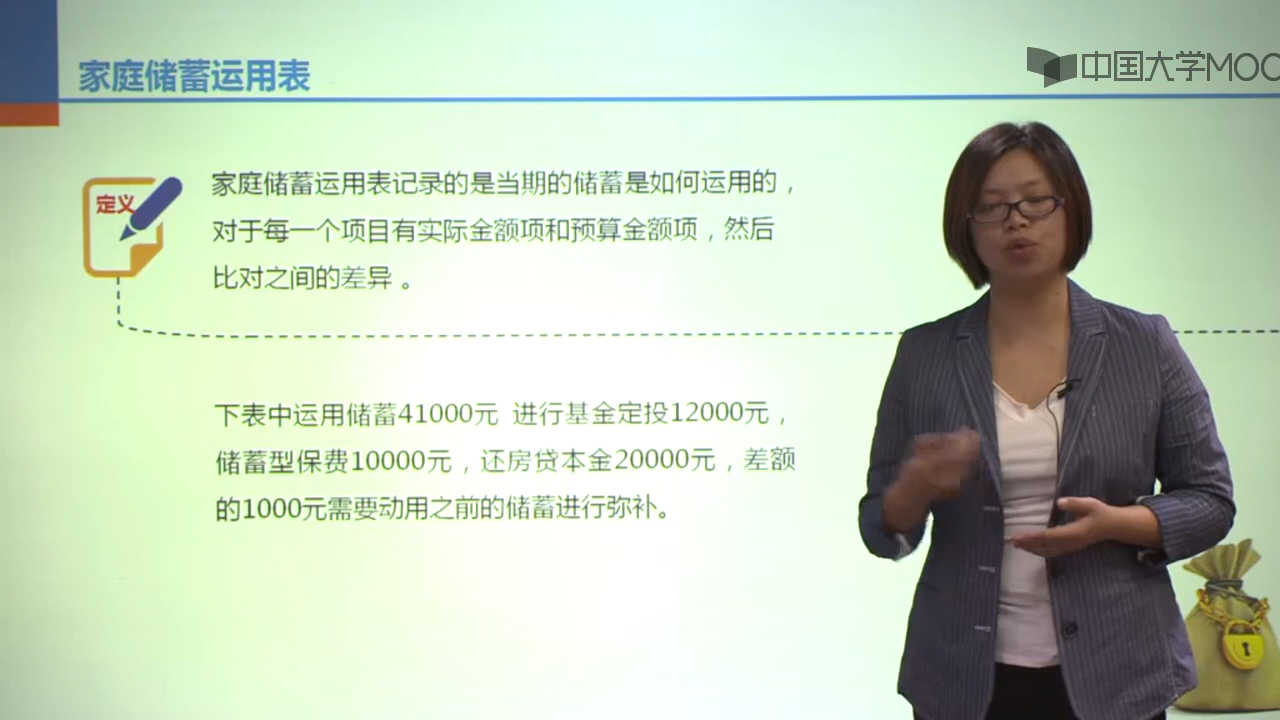 家庭储蓄运用表
中国大学MOO
定义
家庭储蓄运用表记录的是当期的储蓄是如何运用的，
对于每一个项目有实际金额项和预算金额项，然后
比对之间的差异 。
下表中运用储蓄41000元 进行基金定投12000元，
储蓄型保费10000元，还房贷本金20000元，差额
的1000元需要动用之前的储蓄进行弥补。